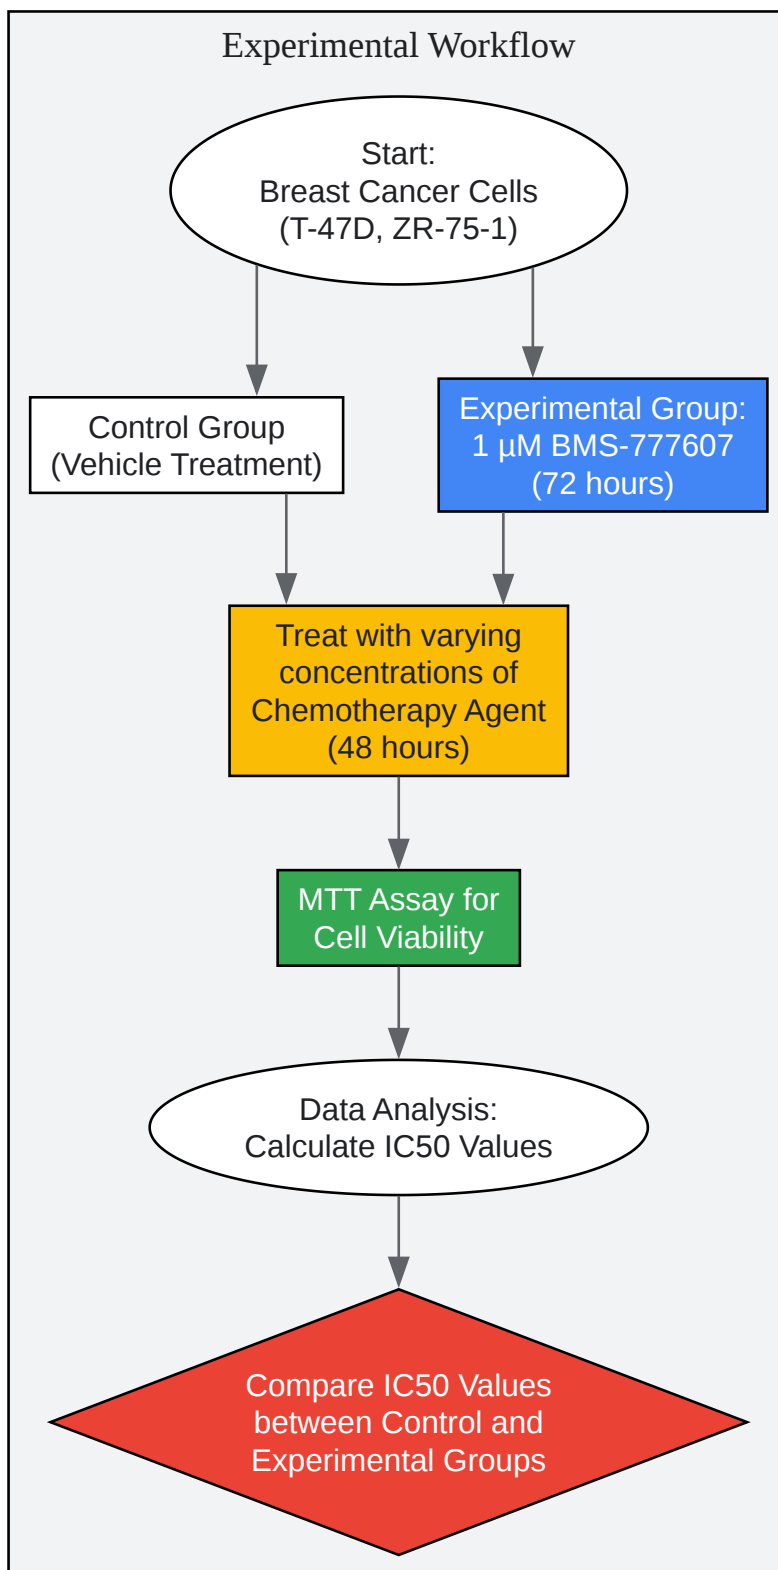 Experimental Workflow
Start:
Breast Cancer Cells
(T-47D, ZR-75-1)
Control Group
(Vehicle Treatment)
Experimental Group:
1 µM BMS-777607
(72 hours)
Treat with varying
concentrations of
Chemotherapy Agent
(48 hours)
MTT Assay for
Cell Viability
Data Analysis:
Calculate IC50 Values
Compare IC50 Values
between Control and
Experimental Groups